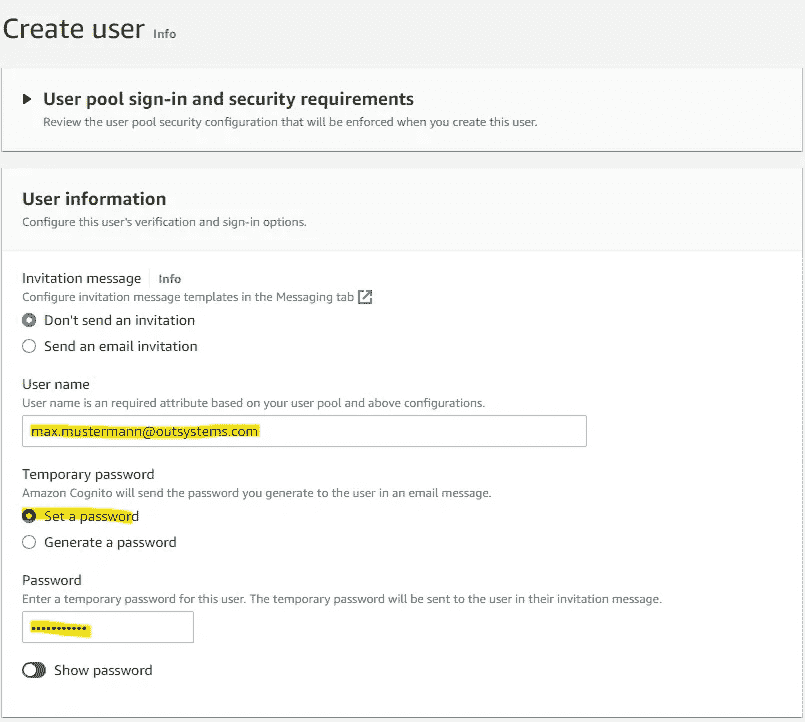 Create user Info
User pool sign-in and security requirements
Review the user pool security configuration that will be enforced when you create this user.
User information
Configure this user's verification and sign-in options.
Invitation message Info
Configure invitation message templates in the Messaging tab
Don't send an invitation
Send an email invitation
User name
User name is an required attribute based on your user pool and above configurations.
max.mustermann@outsystems.com
Temporary password
Amazon Cognito will send the password you generate to the user in an email message.
Set a password
Generate a password
Password
Enter a temporary password for this user. The temporary password will be sent to the user in their invitation message.
•••••••••••
Show password